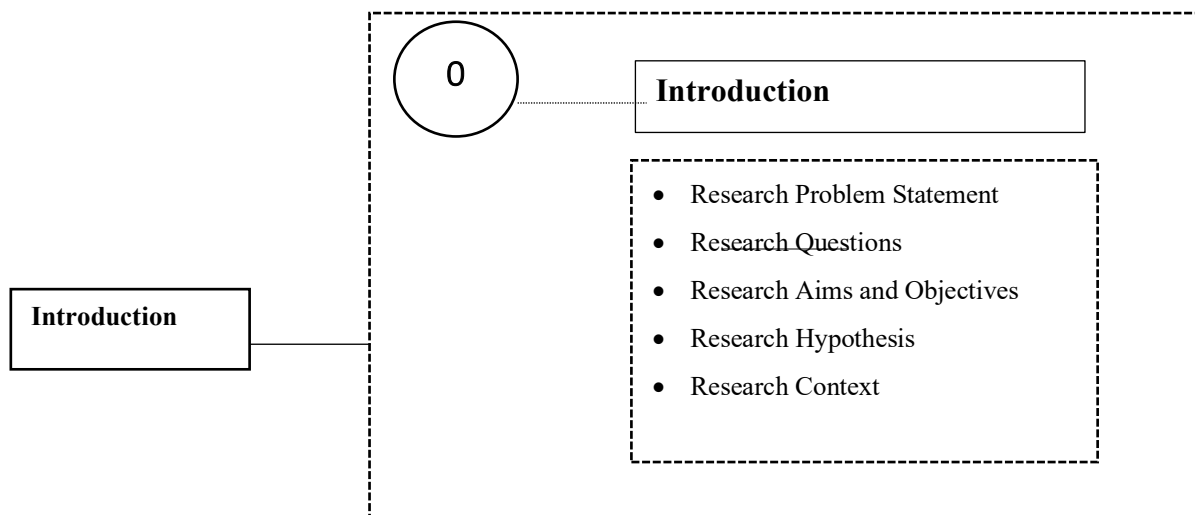 0
Introduction
• Research Problem Statement
• Research Questions
• Research Aims and Objectives
• Research Hypothesis
• Research Context
Introduction